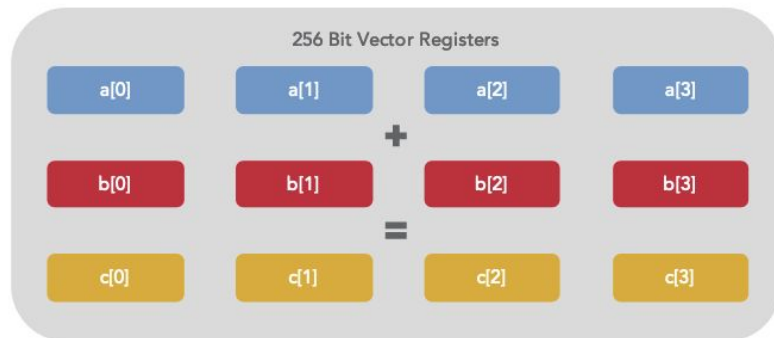 256 Bit Vector Registers
a[0] a[1] a[2] a[3]
+
b[0] b[1] b[2] b[3]
=
c[0] c[1] c[2] c[3]